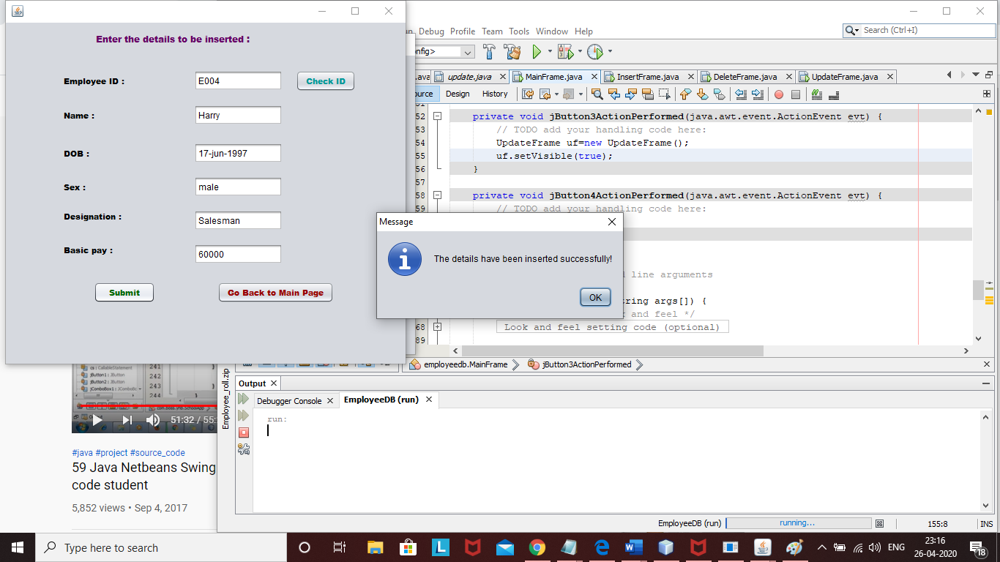 Enter the details to be inserted :
Employee ID :
E004
Check ID
Name :
Harry
DOB :
17-jun-1997
Sex :
male
Designation :
Salesman
Basic pay :
60000
Submit
Go Back to Main Page
Debug Profile Team Tools Window Help
Search (Ctrl+I)
onfig>
update.java
MainFrame.java
InsertFrame.java
DeleteFrame.java
UpdateFrame.java
Design
History
52 private void jButton3ActionPerformed(java.awt.event.ActionEvent evt) {
53 // TODO add your handling code here:
54 UpdateFrame uf=new UpdateFrame();
55 uf.setVisible(true);
56 }
57
58 private void jButton4ActionPerformed(java.awt.event.ActionEvent evt) {
59 // TODO add your handling code here:
Message
The details have been inserted successfully!
OK
line arguments
args[]) {
and feel */
68 Look and feel setting code (optional)
89
employeedb.MainFrame
jButton3ActionPerformed
cs : CallableStatement
jButton1 : JButton
jButton2 : JButton
241
242
243
244
51:32 / 55:
#java #project #source_code
59 Java Netbeans Swing
code student
5,852 views • Sep 4, 2017
Employee_roll.zip
Output
Debugger Console
EmployeeDB (run)
run:
EmployeeDB (run)
running...
155:8
INS
Type here to search
L
W
ENG
23:16
26-04-2020
18